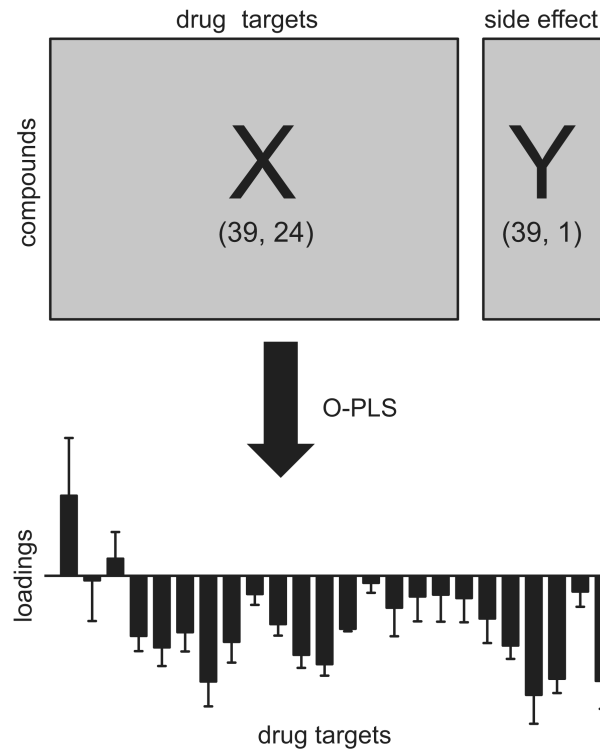 drug targets
side effect
compounds
X
(39, 24)
Y
(39, 1)
O-PLS
loadings
drug targets